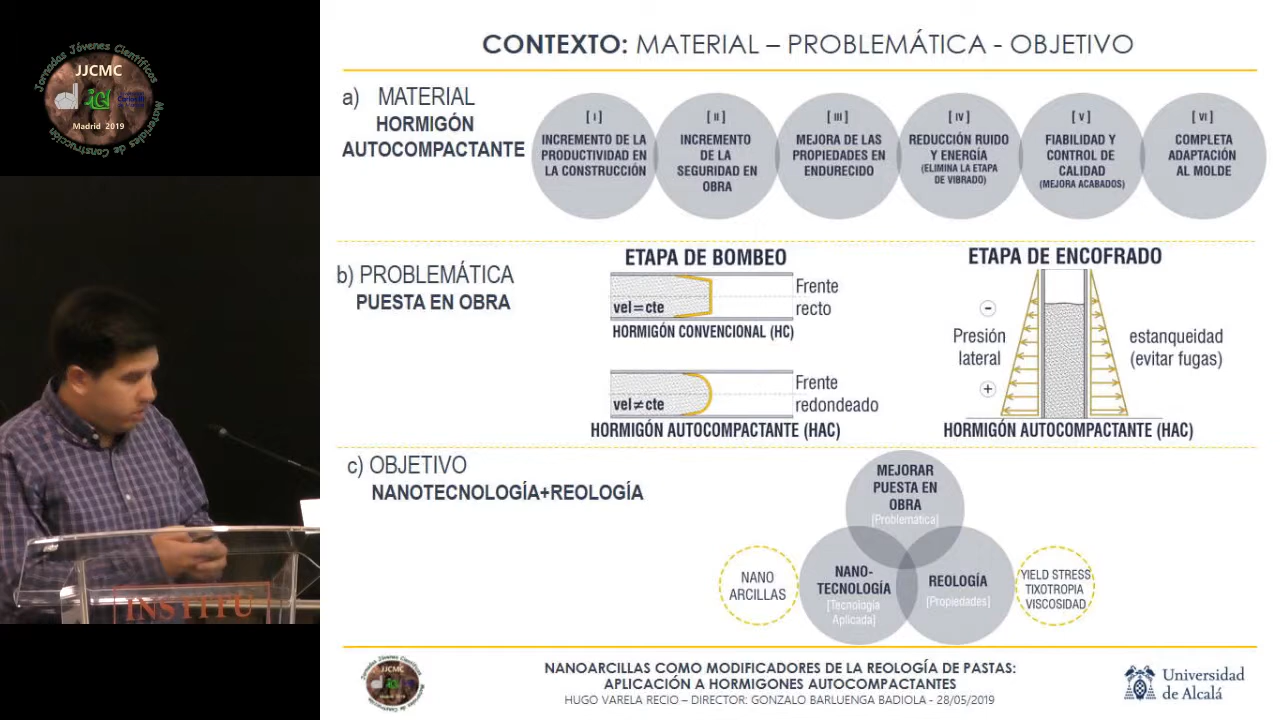 Jornadas Jóvenes Científicos
JJCMC
Madrid 2019
Materiales de Construcción
INSTITU
CONTEXTO: MATERIAL – PROBLEMÁTICA - OBJETIVO
a) MATERIAL
HORMIGÓN
AUTOCOMPACTANTE
[ I ]
INCREMENTO DE LA
PRODUCTIVIDAD EN
LA CONSTRUCCIÓN
[ II ]
INCREMENTO
DE LA
SEGURIDAD EN
OBRA
[ III ]
MEJORA DE LAS
PROPIEDADES EN
ENDURECIDO
[ IV ]
REDUCCIÓN RUIDO
Y ENERGÍA
(ELIMINA LA ETAPA
DE VIBRADO)
[ V ]
FIABILIDAD Y
CONTROL DE
CALIDAD
(MEJORA ACABADOS)
[ VI ]
COMPLETA
ADAPTACIÓN
AL MOLDE
b) PROBLEMÁTICA
PUESTA EN OBRA
ETAPA DE BOMBEO
vel=cte
Frente
recto
HORMIGÓN CONVENCIONAL (HC)
vel≠cte
Frente
redondeado
HORMIGÓN AUTOCOMPACTANTE (HAC)
ETAPA DE ENCOFRADO
-
Presión
lateral
+
estanqueidad
(evitar fugas)
HORMIGÓN AUTOCOMPACTANTE (HAC)
c) OBJETIVO
NANOTECNOLOGÍA+REOLOGÍA
MEJORAR
PUESTA EN
OBRA
[Problemática]
NANO
ARCILLAS
NANO-
TECNOLOGÍA
[Tecnología
Aplicada]
REOLOGÍA
[Propiedades]
YIELD STRESS
TIXOTROPIA
VISCOSIDAD
JJCMC
NANOARCILLAS COMO MODIFICADORES DE LA REOLOGÍA DE PASTAS:
APLICACIÓN A HORMIGONES AUTOCOMPACTANTES
HUGO VARELA RECIO – DIRECTOR: GONZALO BARLUENGA BADIOLA - 28/05/2019
Universidad
de Alcalá